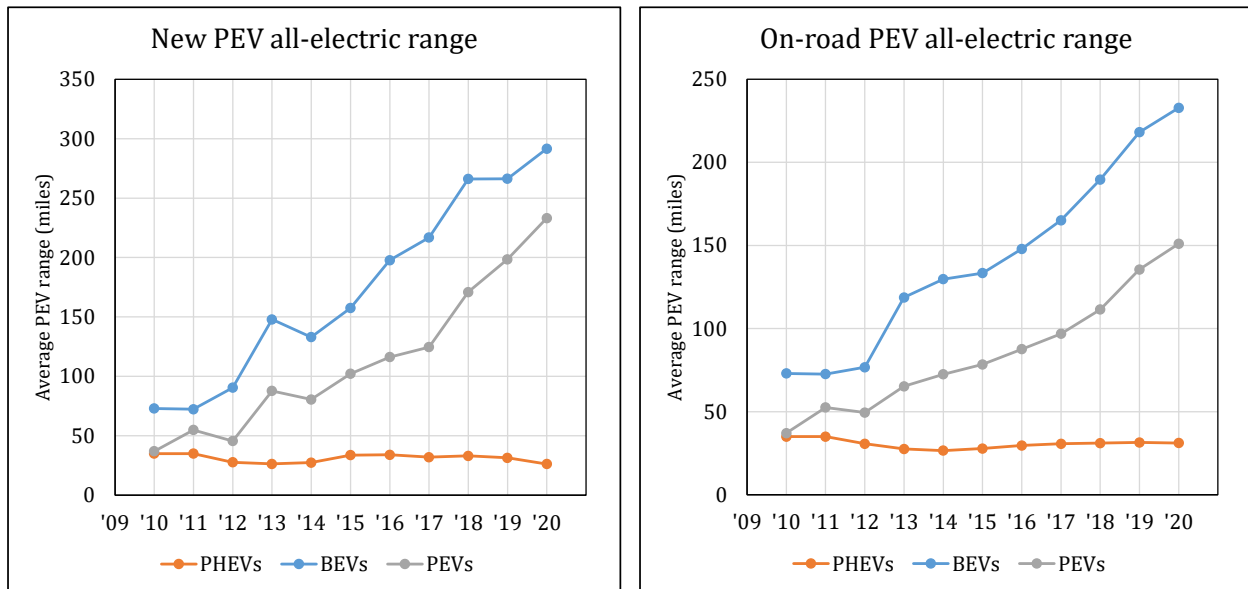 New PEV all-electric range
Average PEV range (miles)
350
300
250
200
150
100
50
0
'09 '10 '11 '12 '13 '14 '15 '16 '17 '18 '19 '20
PHEVs BEVs PEVs
On-road PEV all-electric range
Average PEV range (miles)
250
200
150
100
50
0
'09 '10 '11 '12 '13 '14 '15 '16 '17 '18 '19 '20
PHEVs BEVs PEVs